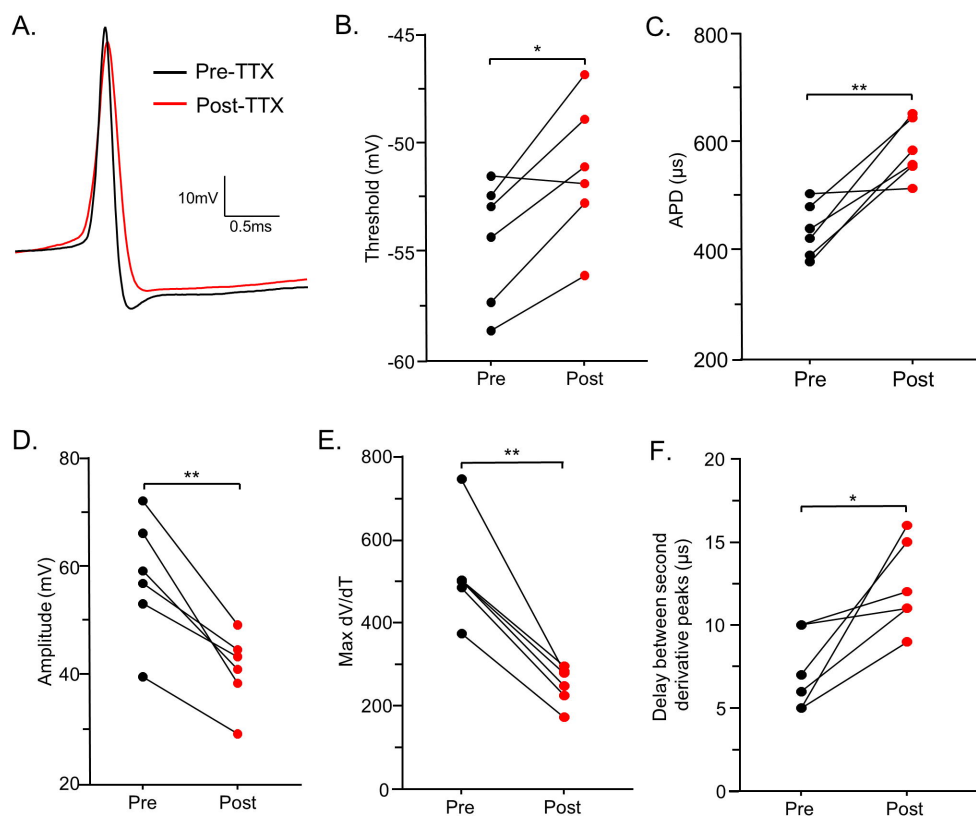 A.
Pre-TTX
Post-TTX
10mV
0.5ms
B.
Threshold (mV)
-45
-50
-55
-60
*
Pre
Post
C.
APD (µs)
800
600
400
200
**
Pre
Post
D.
Amplitude (mV)
80
60
40
20
**
Pre
Post
E.
Max dV/dT
800
600
400
200
0
**
Pre
Post
F.
Delay between second
derivative peaks (µs)
20
15
10
5
0
*
Pre
Post